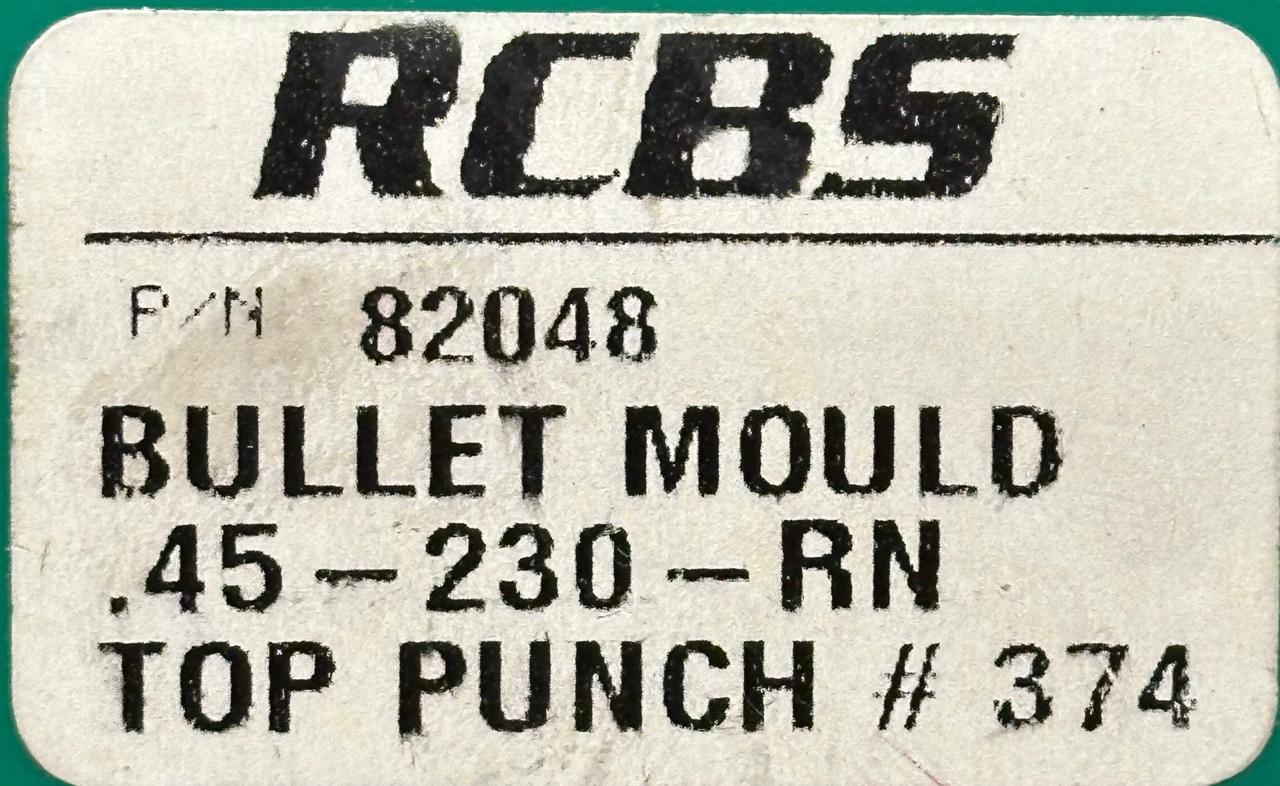 RCBS
P/N 82048
BULLET MOULD
.45-230-RN
TOP PUNCH # 374